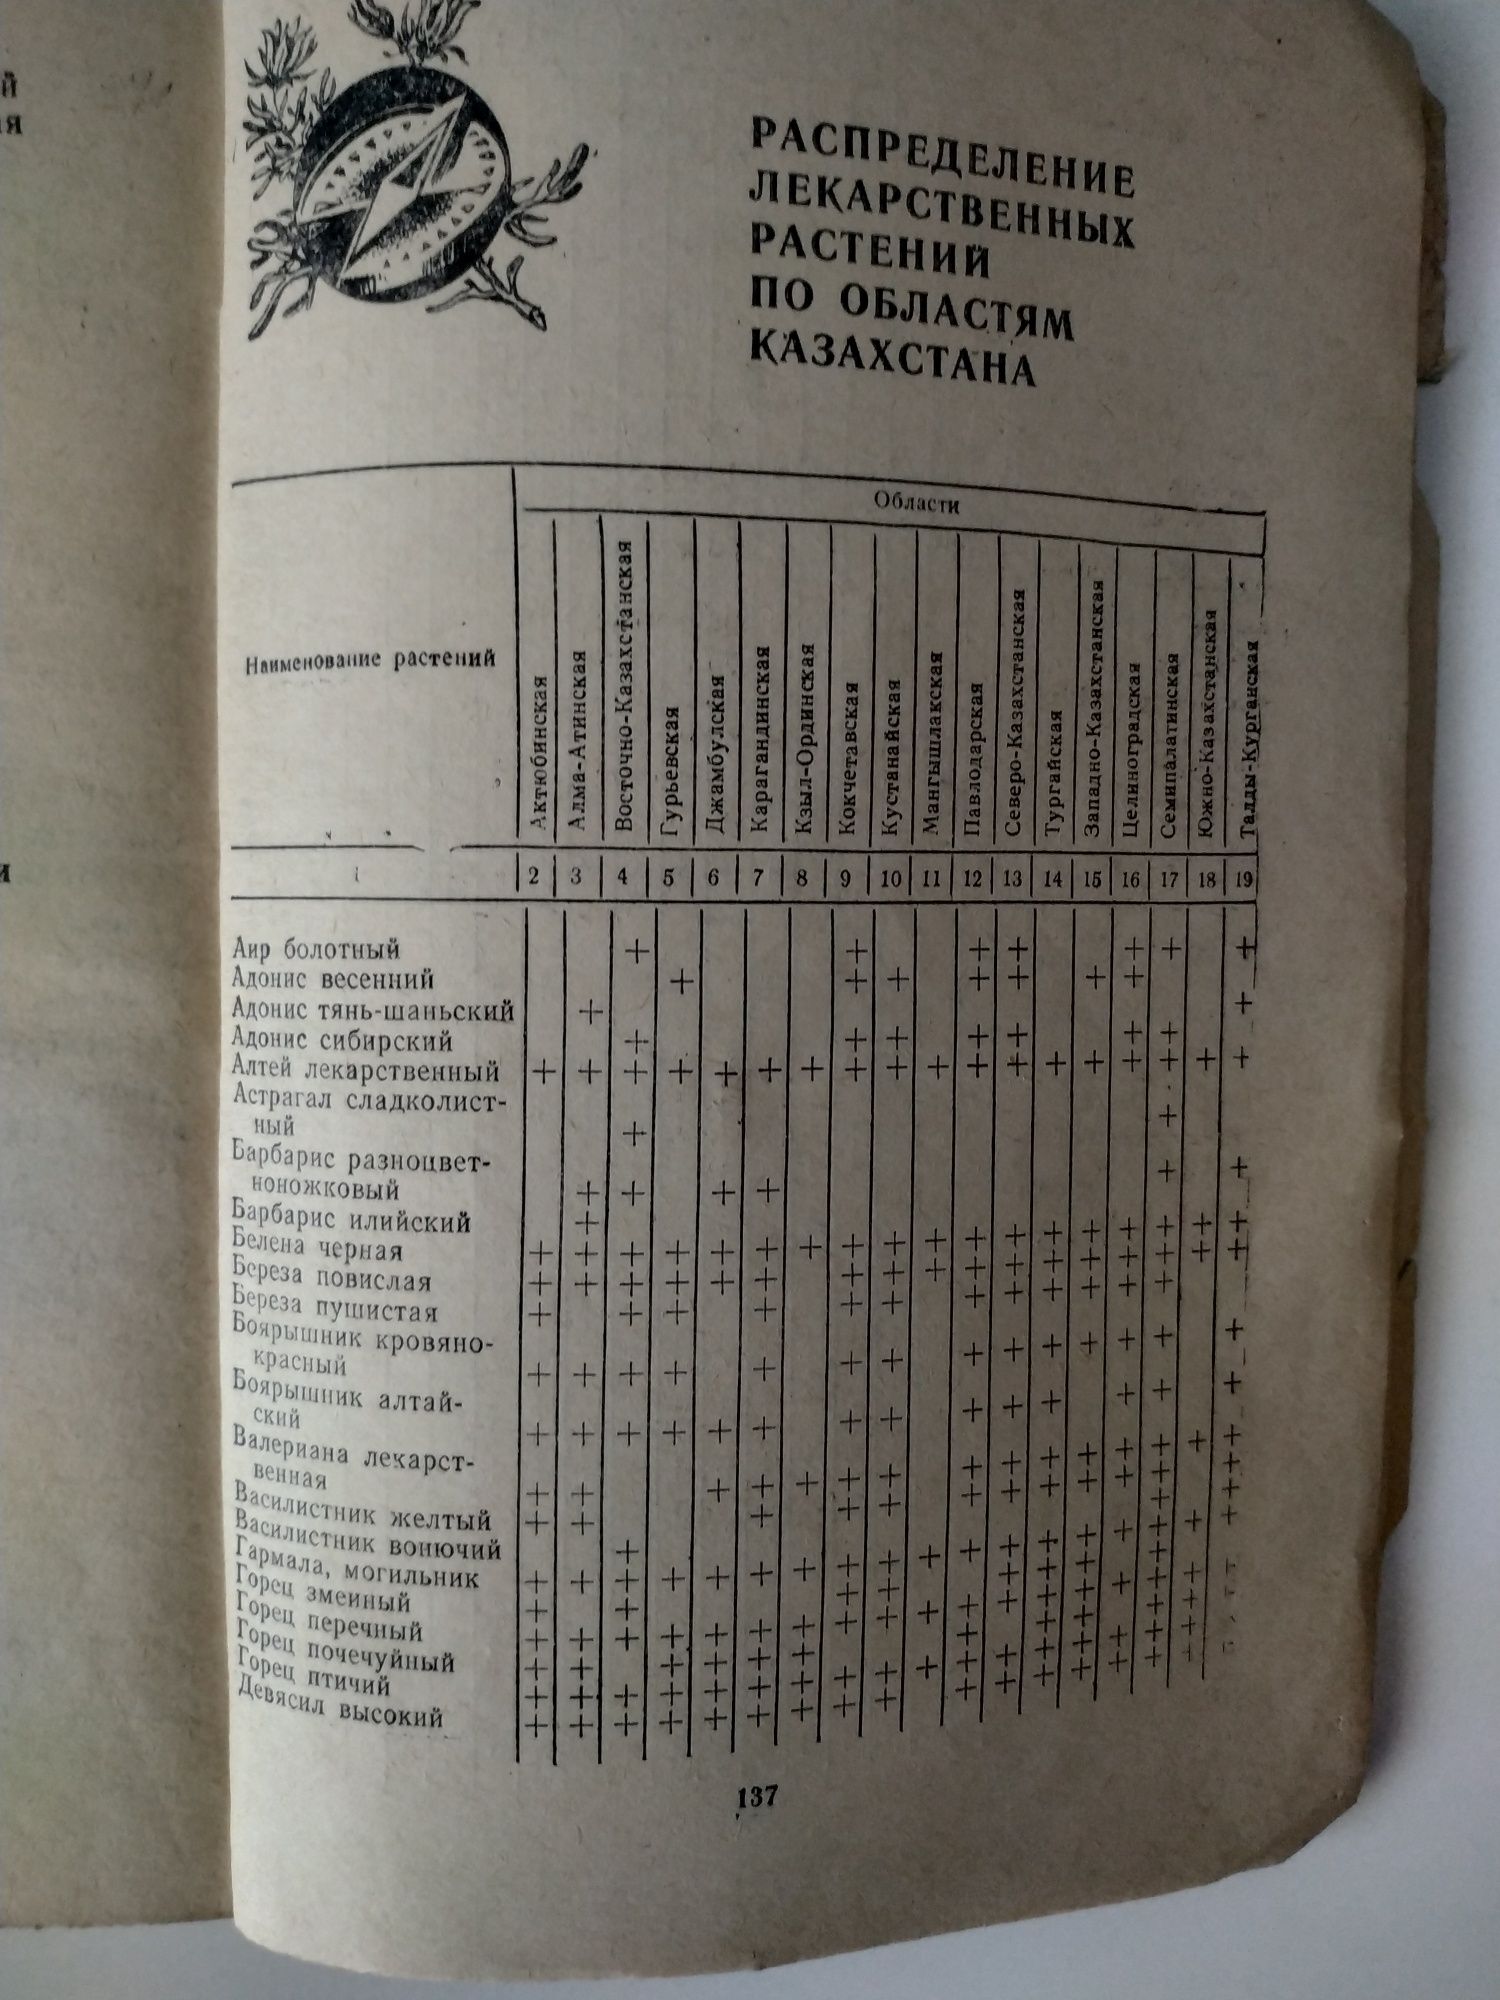 й
ия
и
РАСПРЕДЕЛЕНИЕ
ЛЕКАРСТВЕННЫХ
РАСТЕНИЙ
ПО ОБЛАСТЯМ
КАЗАХСТАНА
Области
Наименование растений
Актюбинская
Алма-Атинская
Восточно-Казахстанская
Гурьевская
Джамбулская
Карагандинская
Кзыл-Ординская
Кокчетавская
Кустанайская
Мангышлакская
Павлодарская
Северо-Казахстанская
Тургайская
Западно-Казахстанская
Целиноградская
Семипалатинская
Южно-Казахстанская
Талды-Курганская
1 2 3 4 5 6 7 8 9 10 11 12 13 14 15 16 17 18 19
Аир болотный + + + + + + +
Адонис весенний + + + + + + +
Адонис тянь-шаньский + +
Адонис сибирский + + + + + + +
Алтей лекарственный + + + + + + + + + + + + + + + + + +
Астрагал сладколист-
ный + +
Барбарис разноцвет-
ноножковый + + + + + +
Барбарис илийский
Белена черная
Береза повислая
Береза пушистая
Боярышник кровяно-
красный
Боярышник алтай-
ский
Валериана лекарст-
венная
Василистник желтый
Василистник вонючий
Гармала, могильник
Горец змеиный
Горец перечный
Горец почечуйный
Горец птичий
Девясил высокий
137